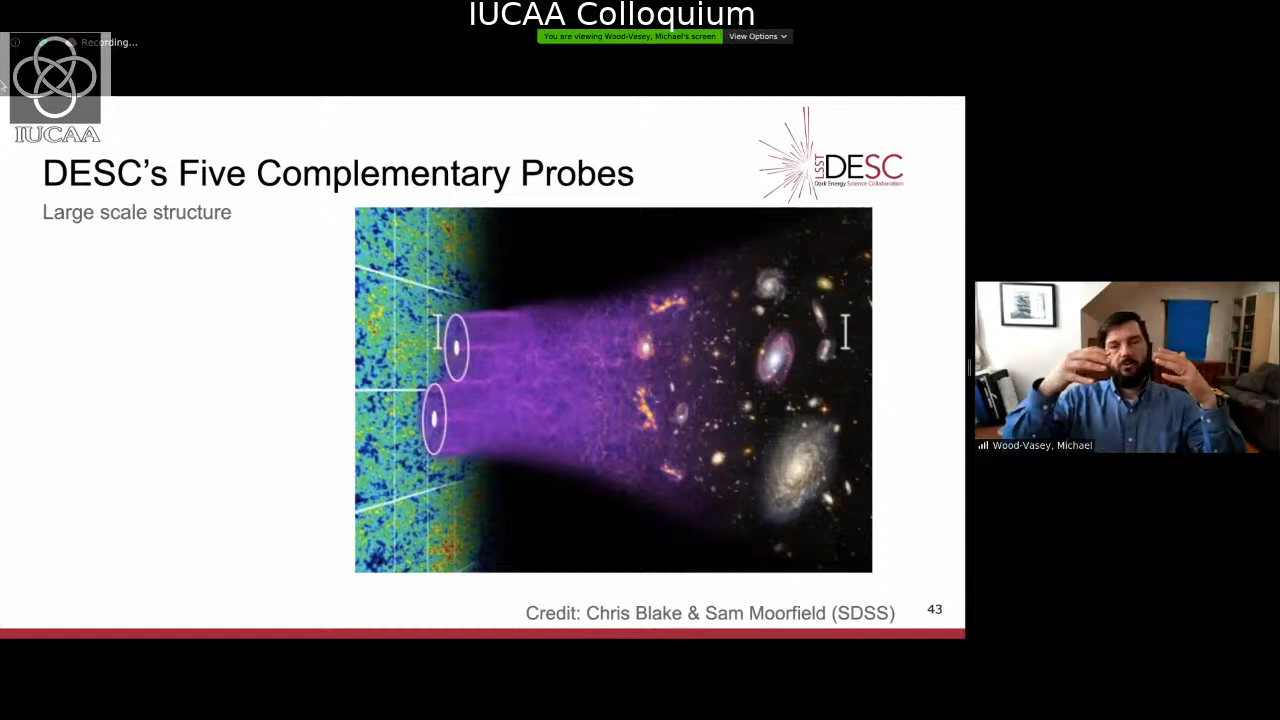 IUCAA Colloquium
You are viewing Wood-Vasey, Michael's screen
View Options
Recording...
IUCAA
DESC's Five Complementary Probes
Large scale structure
LSST
DESC
Dark Energy Science Collaboration
Wood-Vasey, Michael
Credit: Chris Blake & Sam Moorfield (SDSS)
43